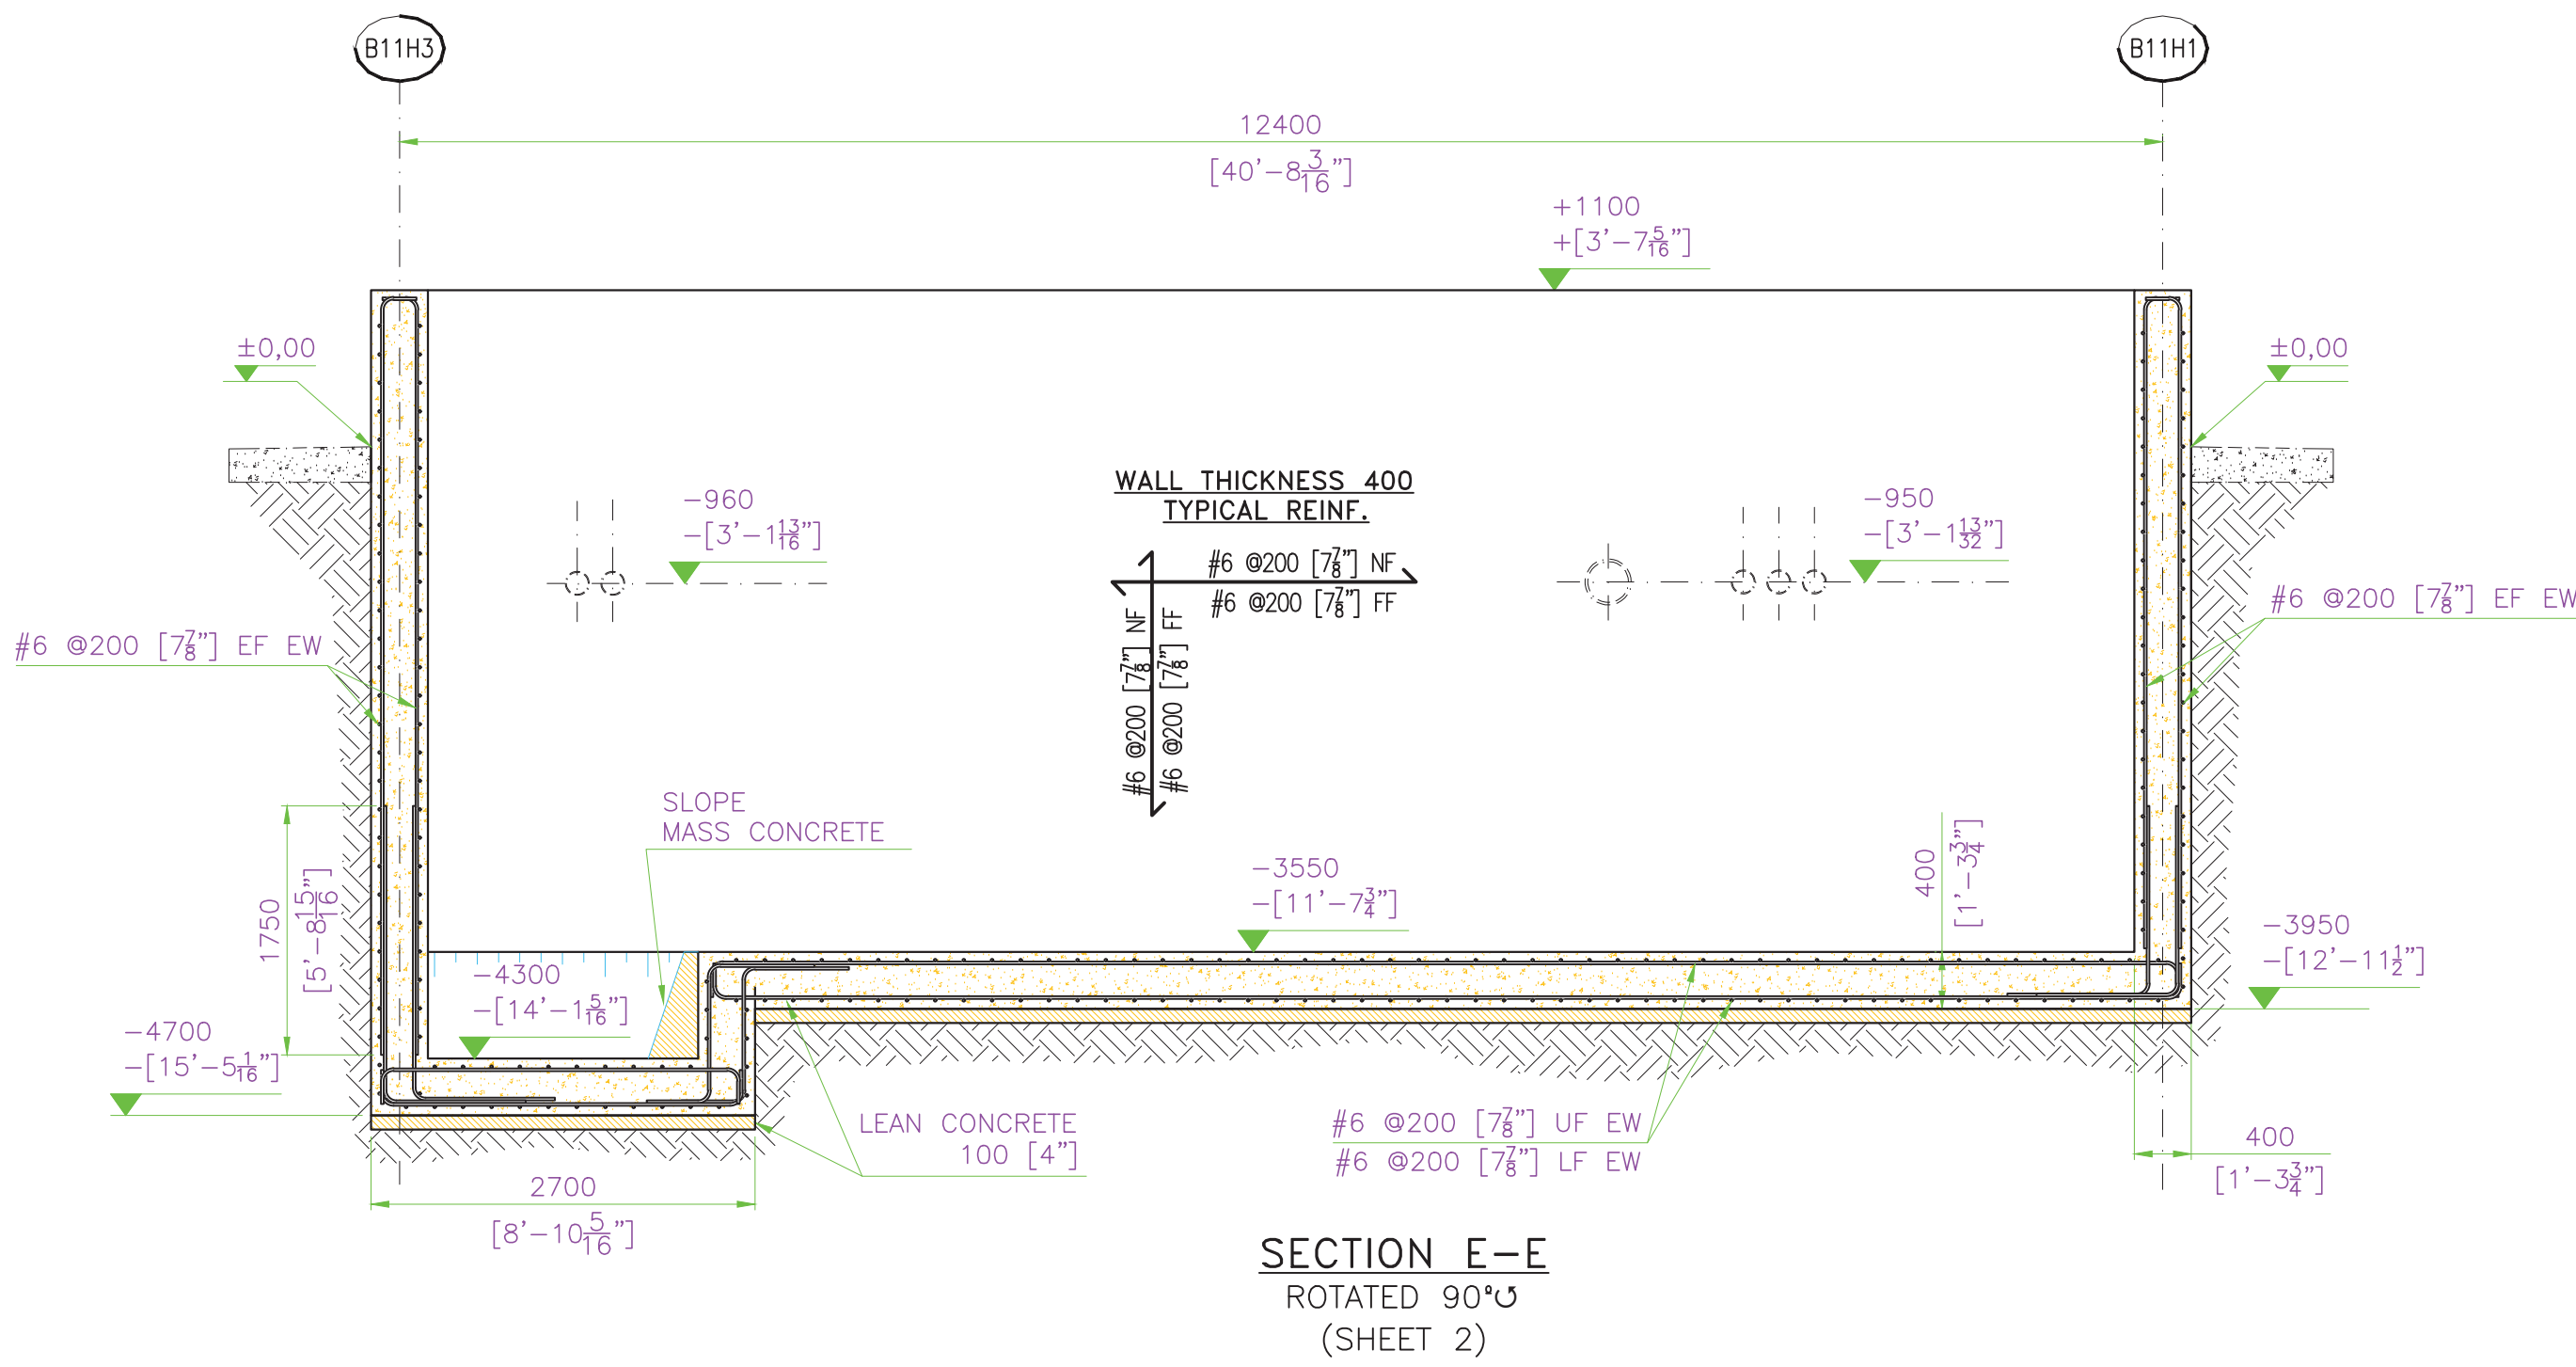 B11H3
B11H1
12400
[40'-8 3/16"]
+1100
+[3'-7 5/16"]
±0,00
±0,00
WALL THICKNESS 400
TYPICAL REINF.
-960
-[3'-1 13/16"]
-950
-[3'-1 13/32"]
#6 @200 [7 7/8"] NF
#6 @200 [7 7/8"] FF
#6 @200 [7 7/8"] NF
#6 @200 [7 7/8"] FF
#6 @200 [7 7/8"] EF EW
#6 @200 [7 7/8"] EF EW
SLOPE
MASS CONCRETE
1750
[5'-8 15/16"]
-3550
-[11'-7 3/4"]
400
[1'-3 3/4"]
-3950
-[12'-11 1/2"]
-4300
-[14'-1 5/16"]
-4700
-[15'-5 1/16"]
LEAN CONCRETE
100 [4"]
#6 @200 [7 7/8"] UF EW
#6 @200 [7 7/8"] LF EW
400
[1'-3 3/4"]
2700
[8'-10 5/16"]
SECTION E-E
ROTATED 90°↺
(SHEET 2)